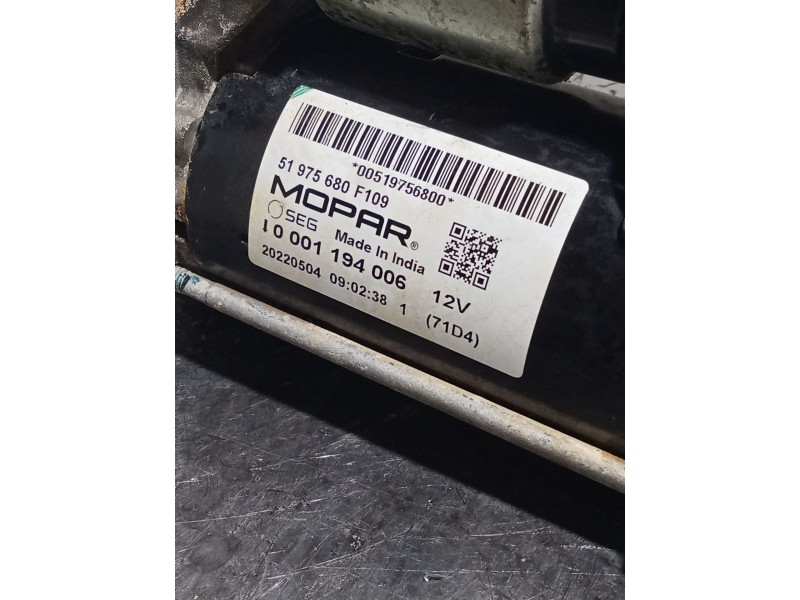 *00519756800*
51 975 680 F109
MOPAR®
SEG Made In India
0 001 194 006 12V
20220504 09:02:38 1 (71D4)